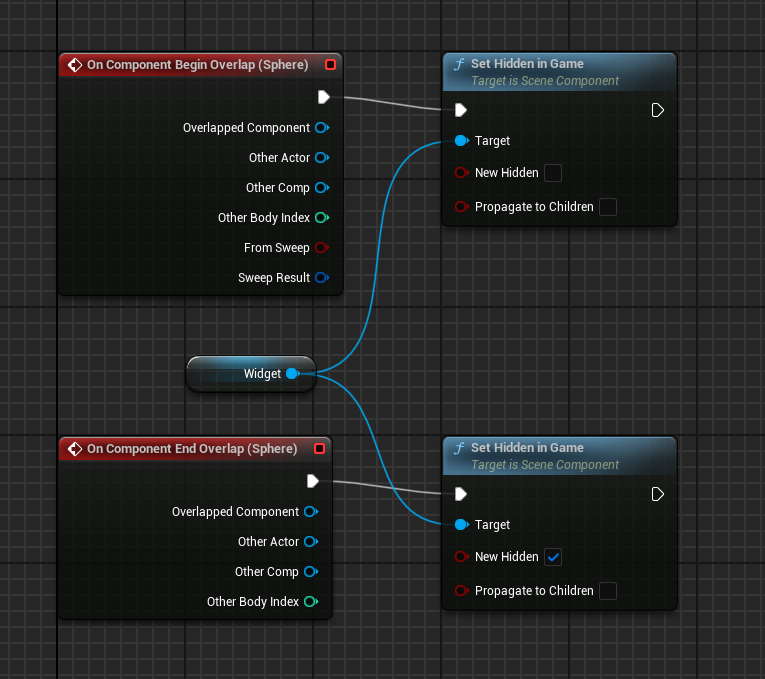 On Component Begin Overlap (Sphere)
Overlapped Component
Other Actor
Other Comp
Other Body Index
From Sweep
Sweep Result
f Set Hidden in Game
Target is Scene Component
Target
New Hidden
Propagate to Children
Widget
On Component End Overlap (Sphere)
Overlapped Component
Other Actor
Other Comp
Other Body Index
f Set Hidden in Game
Target is Scene Component
Target
New Hidden
Propagate to Children